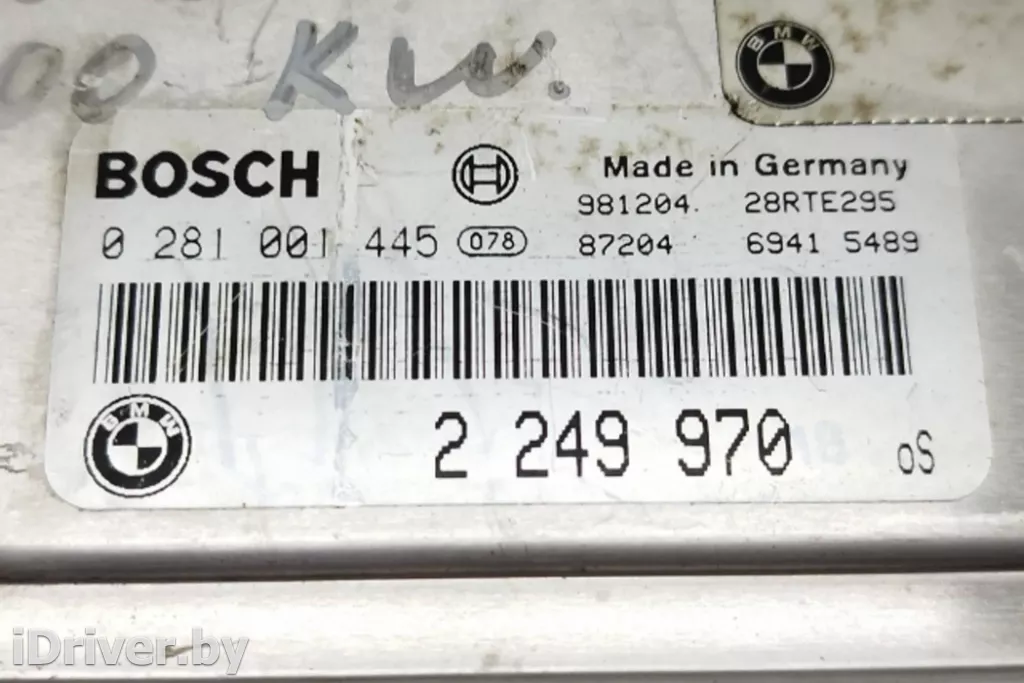 00 KW.
BMW
BOSCH Made in Germany
981204. 28RTE295
0 281 001 445 078 87204 6941 5489
BMW
2 249 970 oS
iDriver.by